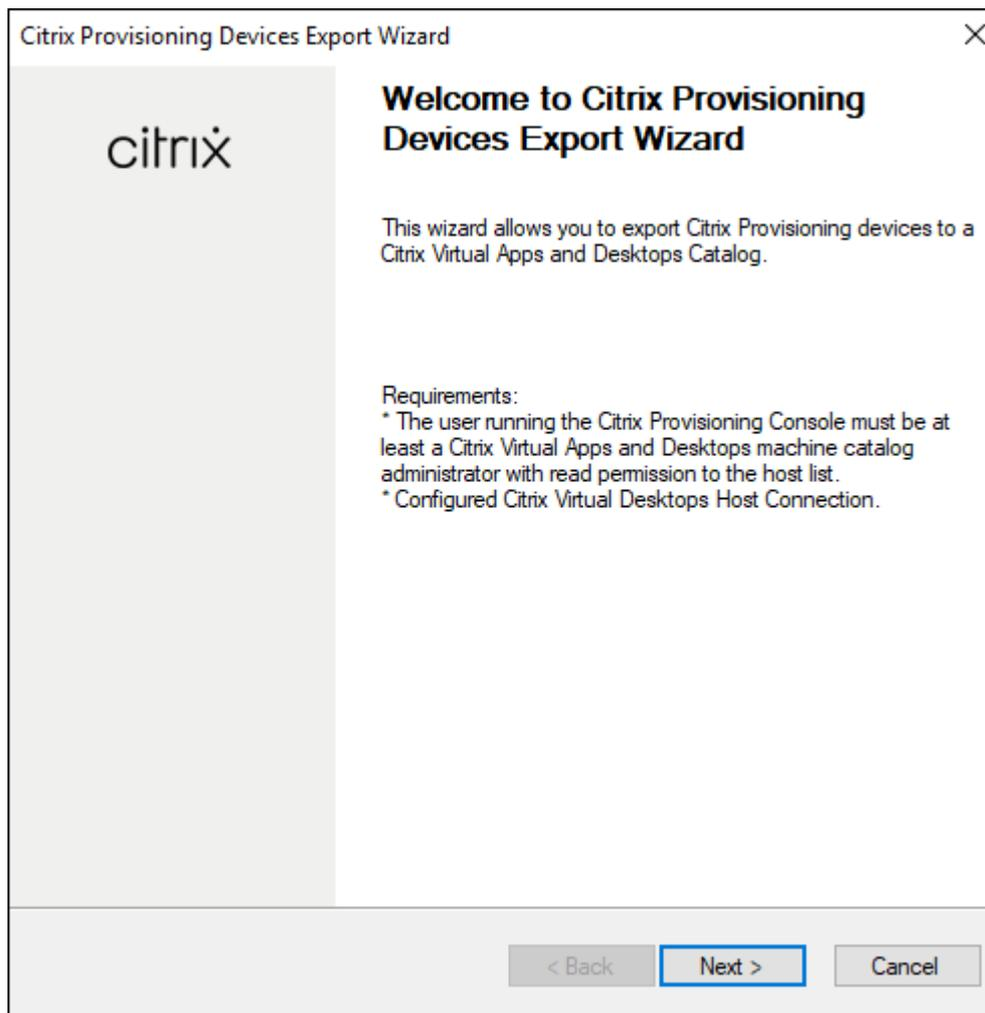 Citrix Provisioning Devices Export Wizard
citrix
Welcome to Citrix Provisioning
Devices Export Wizard
This wizard allows you to export Citrix Provisioning devices to a
Citrix Virtual Apps and Desktops Catalog.
Requirements:
* The user running the Citrix Provisioning Console must be at
least a Citrix Virtual Apps and Desktops machine catalog
administrator with read permission to the host list.
* Configured Citrix Virtual Desktops Host Connection.
< Back
Next >
Cancel